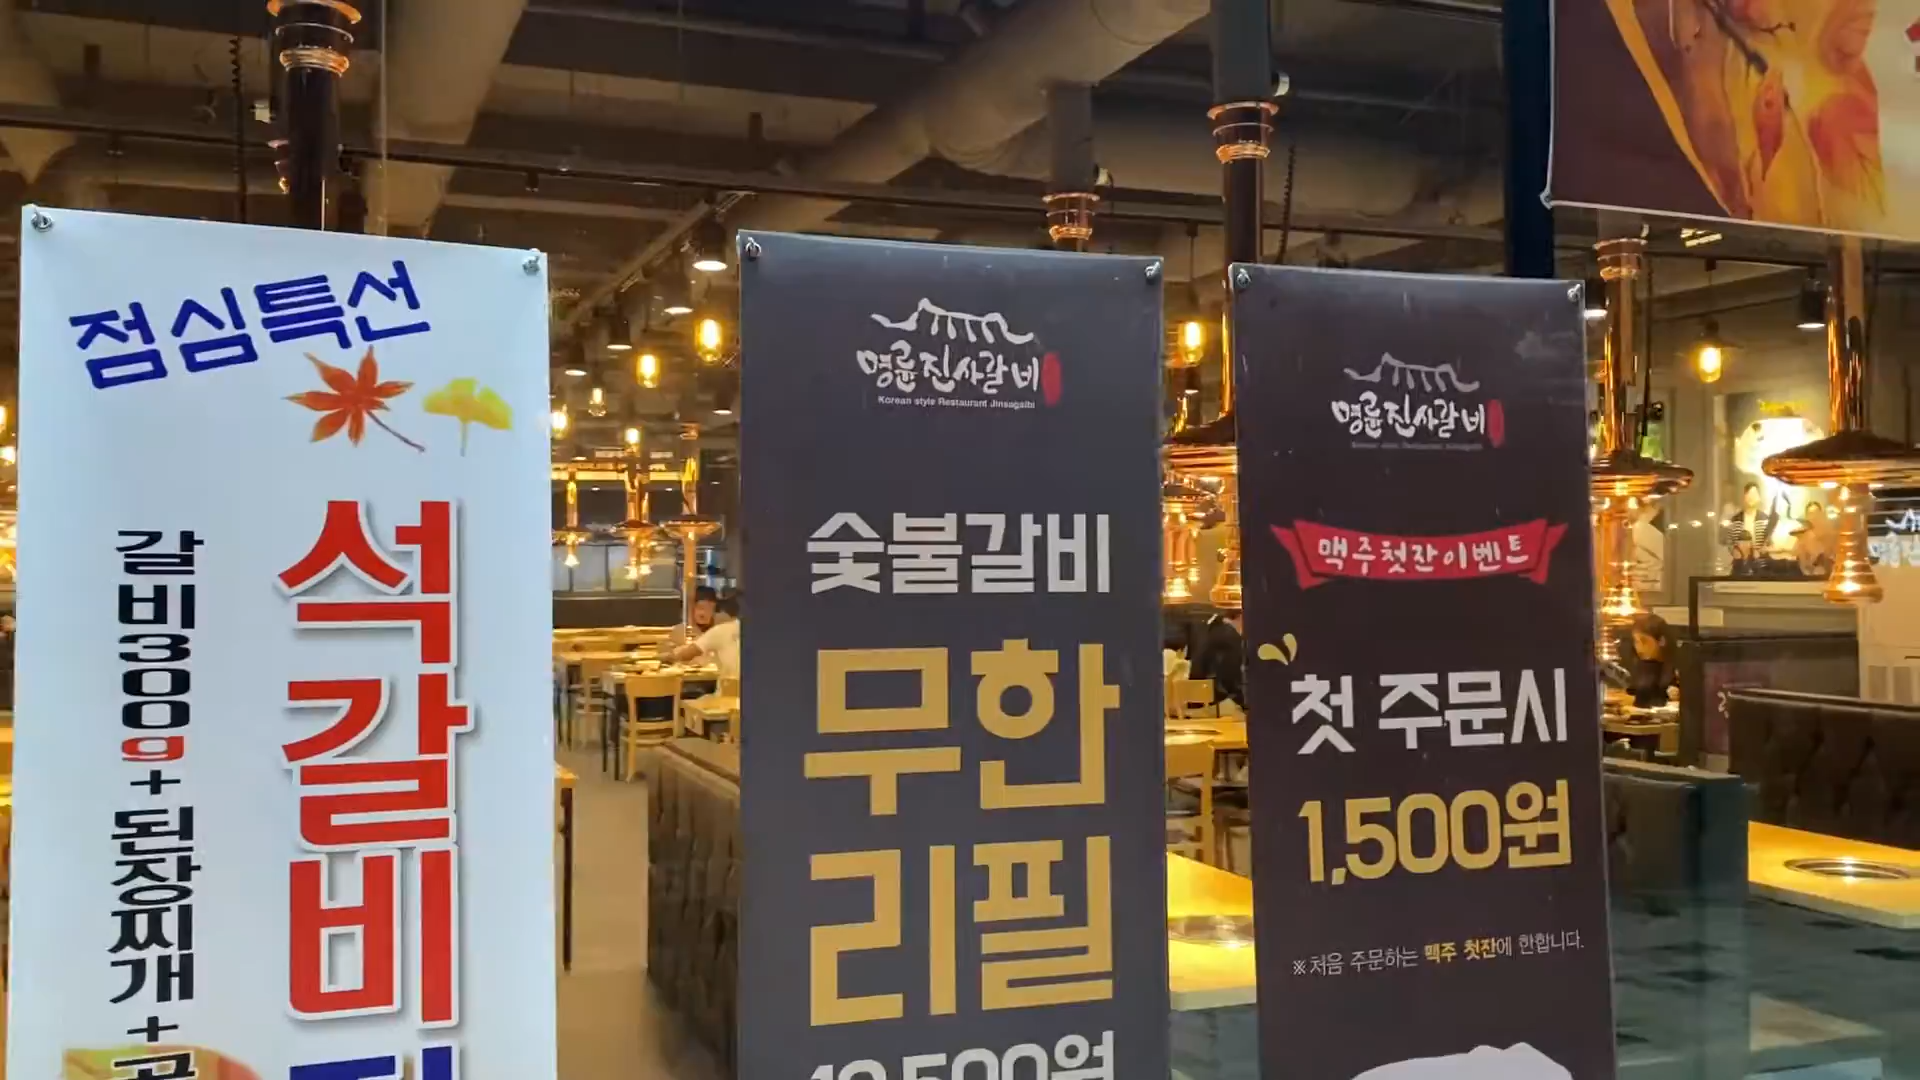 점심특선
석갈비
갈비300g+된장찌개+
명륜진사갈비
Korean style Restaurant Jinsagalbi
숯불갈비
무한
리필
명륜진사갈비
맥주첫잔이벤트
첫 주문시
1,500원
※처음 주문하는 맥주 첫잔에 한합니다.